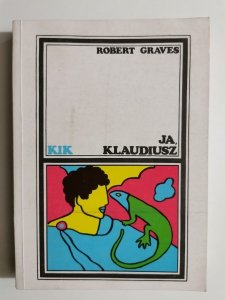 ROBERT GRAVES
JA,
KIK KLAUDIUSZ